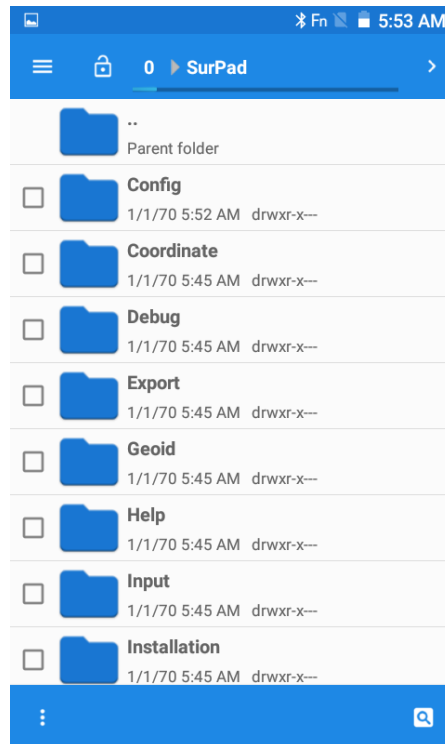 Fn 5:53 AM
0 SurPad
..
Parent folder
Config
1/1/70 5:52 AM drwxr-x---
Coordinate
1/1/70 5:45 AM drwxr-x---
Debug
1/1/70 5:45 AM drwxr-x---
Export
1/1/70 5:45 AM drwxr-x---
Geoid
1/1/70 5:45 AM drwxr-x---
Help
1/1/70 5:45 AM drwxr-x---
Input
1/1/70 5:45 AM drwxr-x---
Installation
1/1/70 5:45 AM drwxr-x---